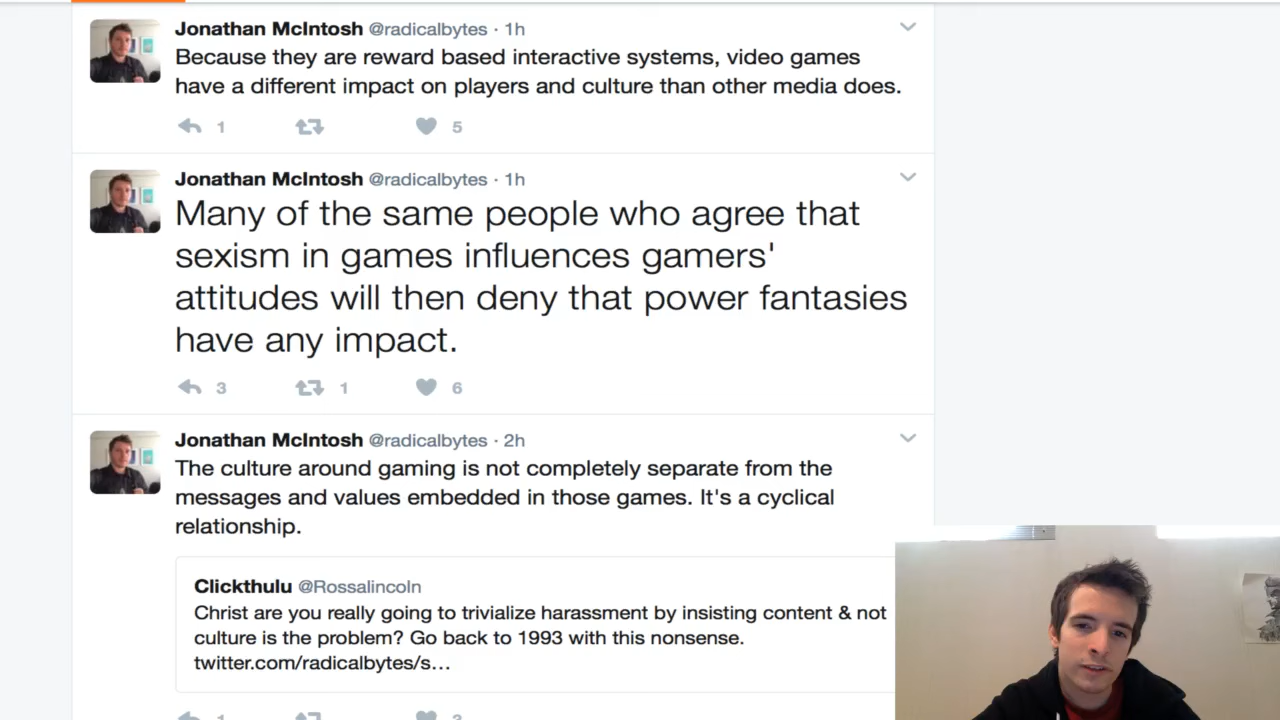 Jonathan McIntosh @radicalbytes · 1h
Because they are reward based interactive systems, video games
have a different impact on players and culture than other media does.
1 5
Jonathan McIntosh @radicalbytes · 1h
Many of the same people who agree that
sexism in games influences gamers'
attitudes will then deny that power fantasies
have any impact.
3 1 6
Jonathan McIntosh @radicalbytes · 2h
The culture around gaming is not completely separate from the
messages and values embedded in those games. It's a cyclical
relationship.
Clickthulu @Rossalincoln
Christ are you really going to trivialize harassment by insisting content & not
culture is the problem? Go back to 1993 with this nonsense.
twitter.com/radicalbytes/s…